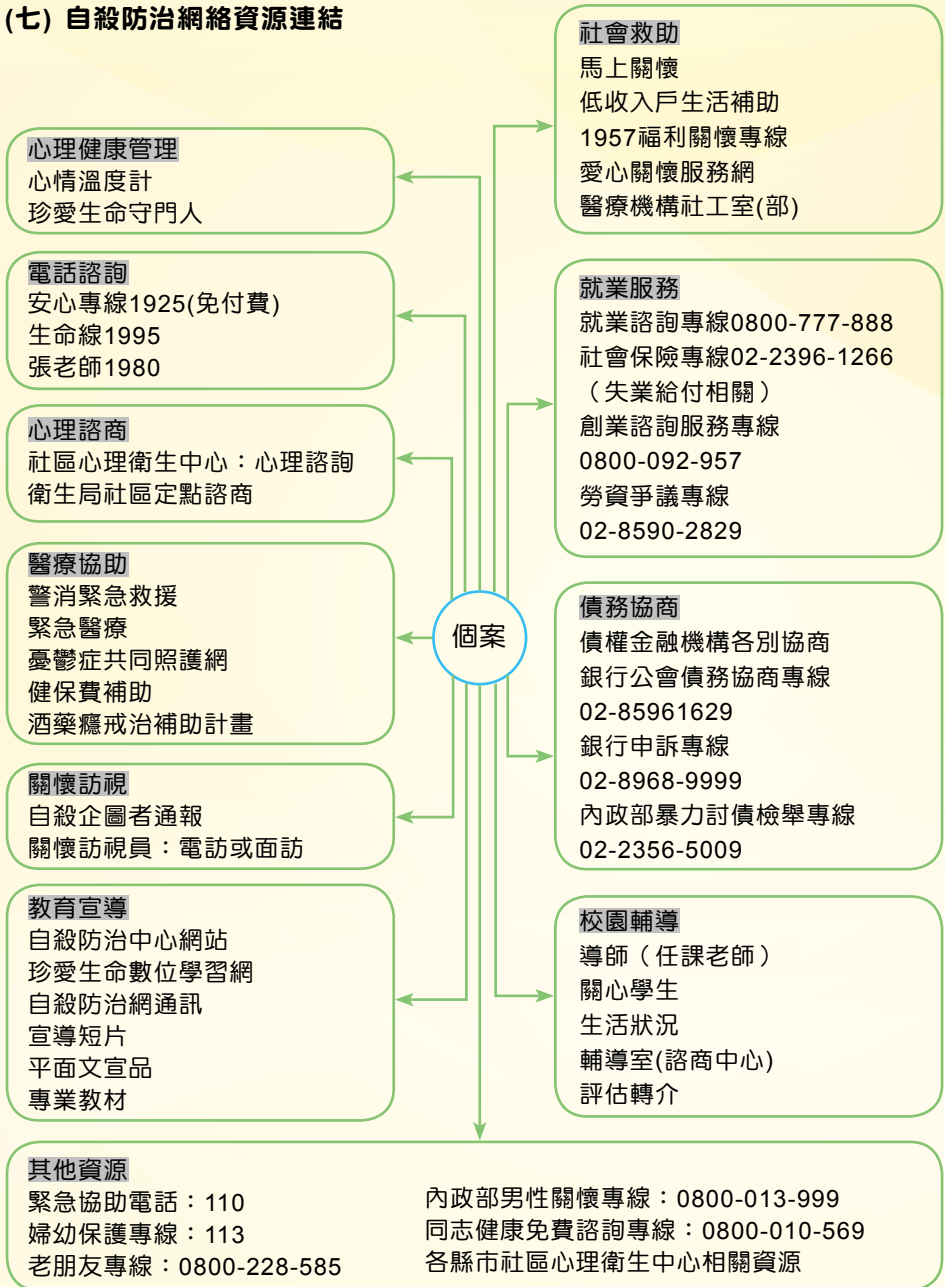 (七) 自殺防治網絡資源連結
心理健康管理
心情溫度計
珍愛生命守門人
電話諮詢
安心專線1925(免付費)
生命線1995
張老師1980
心理諮商
社區心理衛生中心：心理諮詢
衛生局社區定點諮商
醫療協助
警消緊急救援
緊急醫療
憂鬱症共同照護網
健保費補助
酒藥癮戒治補助計畫
關懷訪視
自殺企圖者通報
關懷訪視員：電訪或面訪
教育宣導
自殺防治中心網站
珍愛生命數位學習網
自殺防治網通訊
宣導短片
平面文宣品
專業教材
個案
社會救助
馬上關懷
低收入戶生活補助
1957福利關懷專線
愛心關懷服務網
醫療機構社工室(部)
就業服務
就業諮詢專線0800-777-888
社會保險專線02-2396-1266
（失業給付相關）
創業諮詢服務專線
0800-092-957
勞資爭議專線
02-8590-2829
債務協商
債權金融機構各別協商
銀行公會債務協商專線
02-85961629
銀行申訴專線
02-8968-9999
內政部暴力討債檢舉專線
02-2356-5009
校園輔導
導師（任課老師）
關心學生
生活狀況
輔導室(諮商中心)
評估轉介
其他資源
緊急協助電話：110
婦幼保護專線：113
老朋友專線：0800-228-585
內政部男性關懷專線：0800-013-999
同志健康免費諮詢專線：0800-010-569
各縣市社區心理衛生中心相關資源